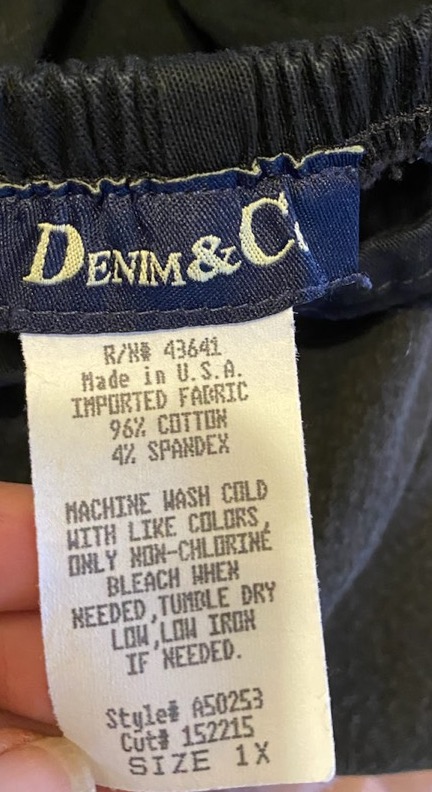 DENIM & C
R/N# 43641
Made in U.S.A.
IMPORTED FABRIC
96% COTTON
4% SPANDEX
MACHINE WASH COLD
WITH LIKE COLORS,
ONLY NON-CHLORINE
BLEACH WHEN
NEEDED,TUMBLE DRY
LOW,LOW IRON
IF NEEDED.
Style# A50253
Cut# 152215
SIZE 1X